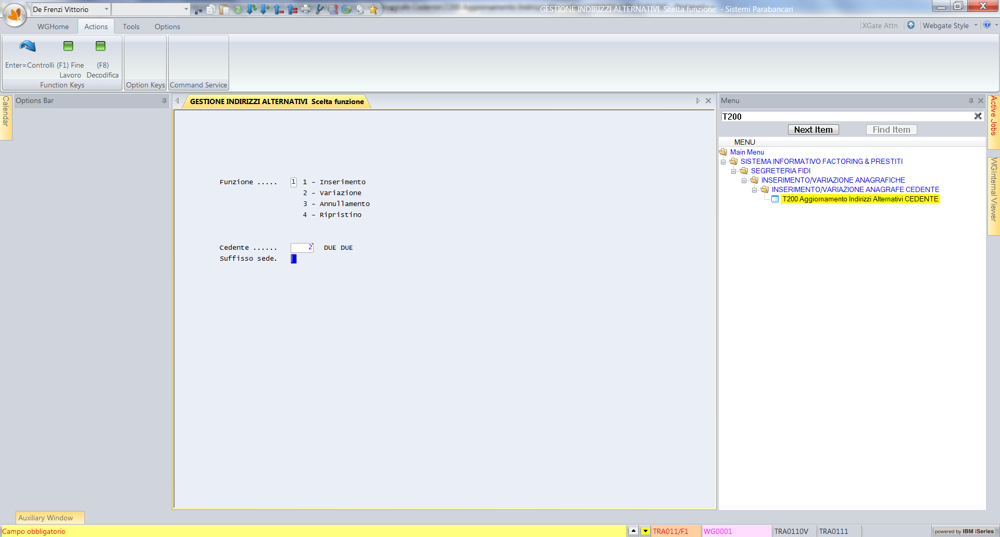 De Frenzi Vittorio
GESTIONE INDIRIZZI ALTERNATIVI Scelta funzione - Sistemi Parabancari
WGHome
Actions
Tools
Options
XGate Attn
Webgate Style
Enter=Controlli
(F1) Fine Lavoro
(F8) Decodifica
Function Keys
Option Keys
Command Service
Calendar
Options Bar
GESTIONE INDIRIZZI ALTERNATIVI Scelta funzione
Funzione ..... 1 1 - Inserimento
2 - Variazione
3 - Annullamento
4 - Ripristino
Cedente ...... 2 DUE DUE
Suffisso sede.
Menu
T200
Next Item
Find Item
MENU
Main Menu
SISTEMA INFORMATIVO FACTORING & PRESTITI
SEGRETERIA FIDI
INSERIMENTO/VARIAZIONE ANAGRAFICHE
INSERIMENTO/VARIAZIONE ANAGRAFE CEDENTE
T200 Aggiornamento Indirizzi Alternativi CEDENTE
Active Jobs
WGInternal Viewer
Auxiliary Window
Campo obbligatorio
TRA011/F1
WG0001
TRA0110V
TRA0111
powered by IBM iSeries